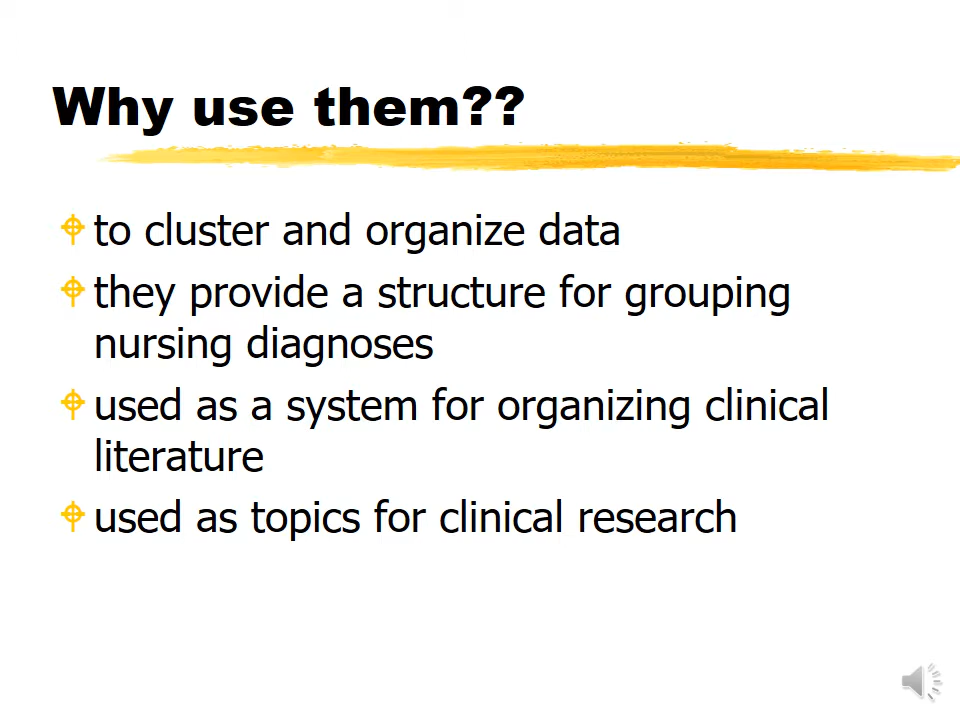 Why use them??
to cluster and organize data
they provide a structure for grouping
nursing diagnoses
used as a system for organizing clinical
literature
used as topics for clinical research